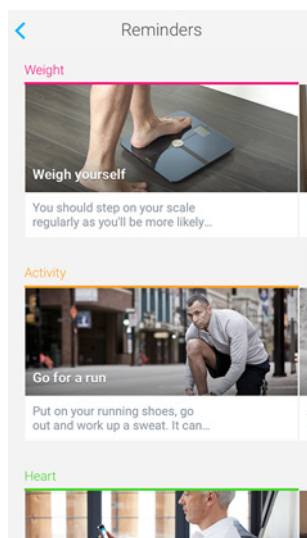 Reminders
Weight
Weigh yourself
You should step on your scale
regularly as you'll be more likely...
Activity
Go for a run
Put on your running shoes, go
out and work up a sweat. It can...
Heart